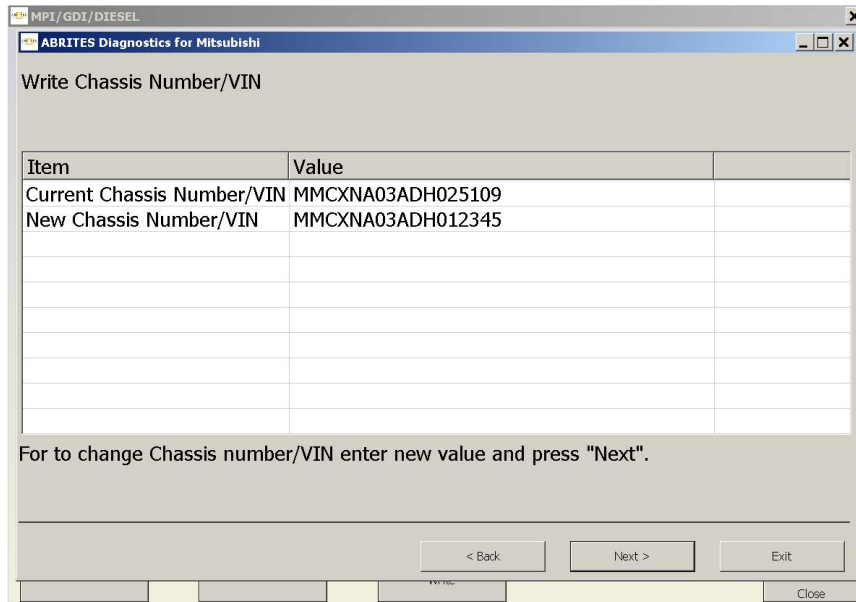 MPI/GDI/DIESEL
ABRITES Diagnostics for Mitsubishi
Write Chassis Number/VIN
Item Value
Current Chassis Number/VIN MMCXNA03ADH025109
New Chassis Number/VIN MMCXNA03ADH012345
For to change Chassis number/VIN enter new value and press "Next".
< Back Next > Exit
Write
Close